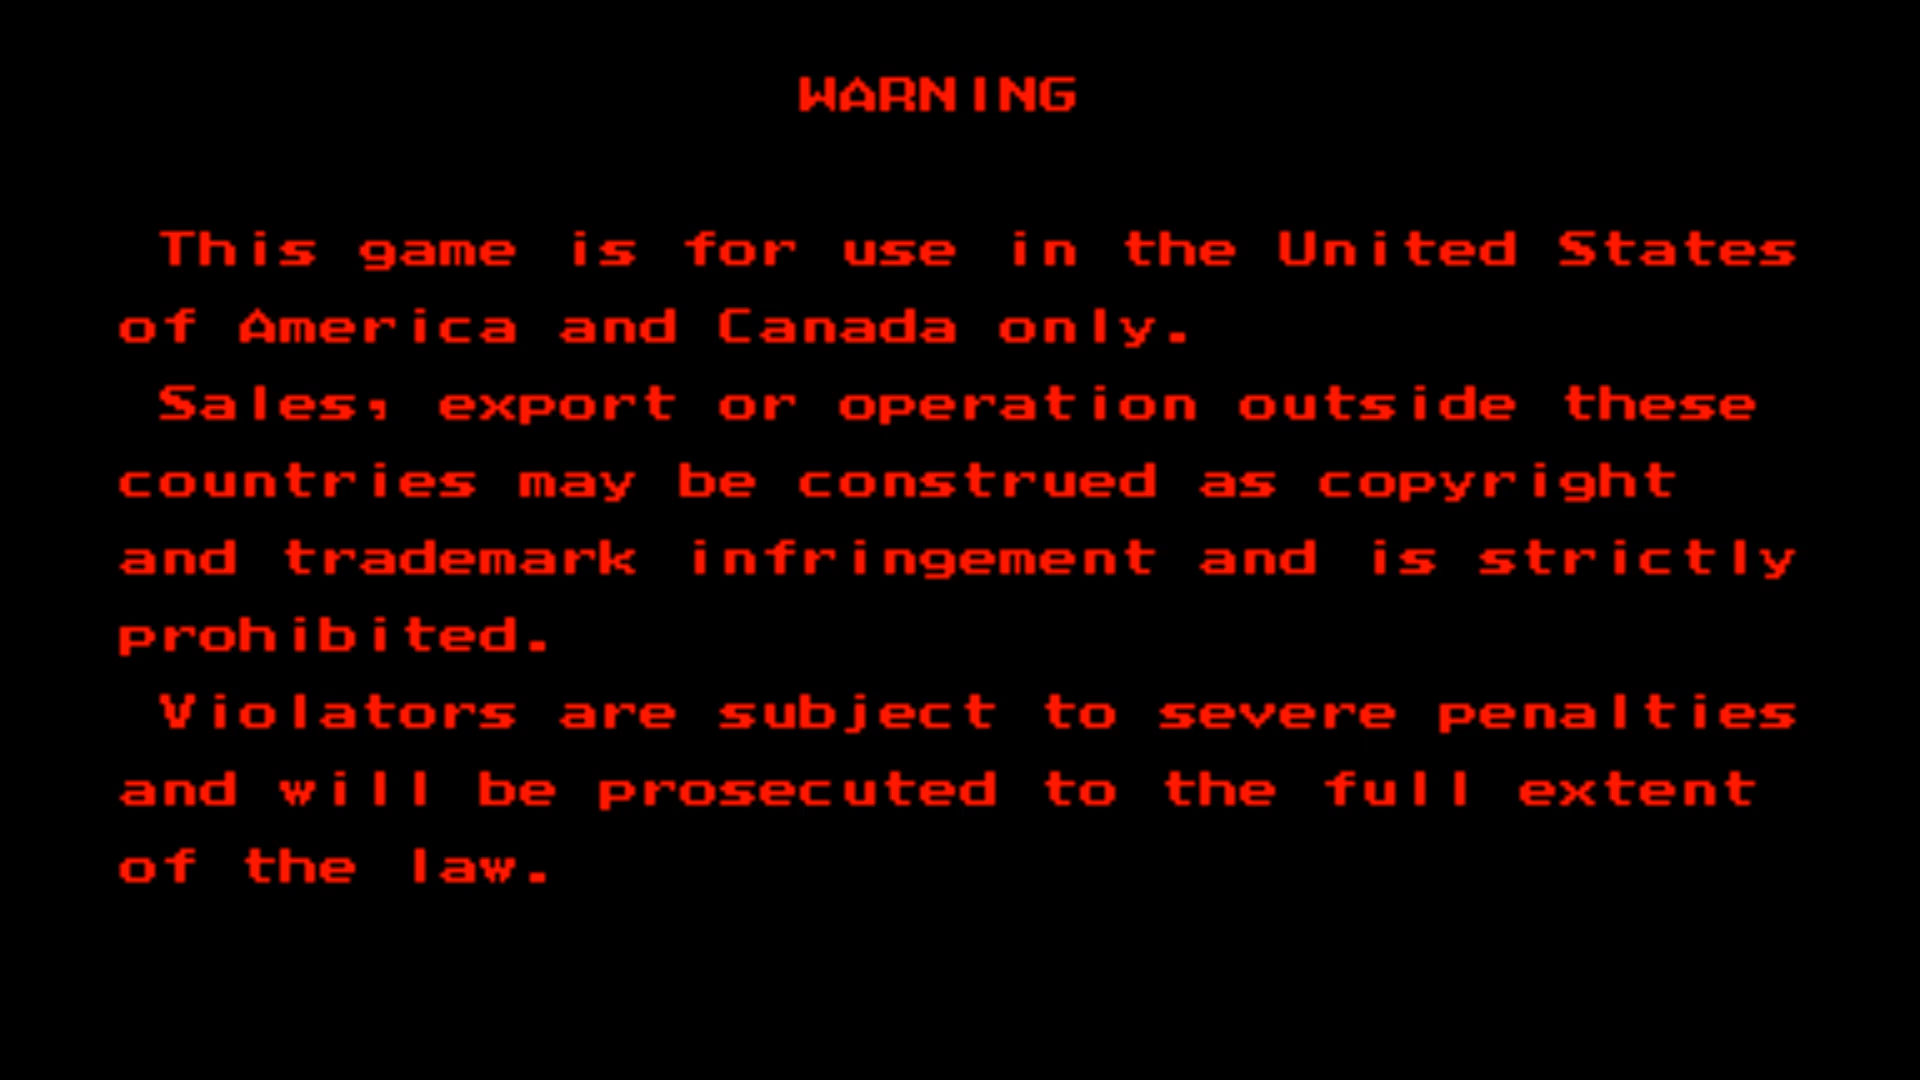 WARNING
This game is for use in the United States
of America and Canada only.
Sales, export or operation outside these
countries may be construed as copyright
and trademark infringement and is strictly
prohibited.
Violators are subject to severe penalties
and will be prosecuted to the full extent
of the law.